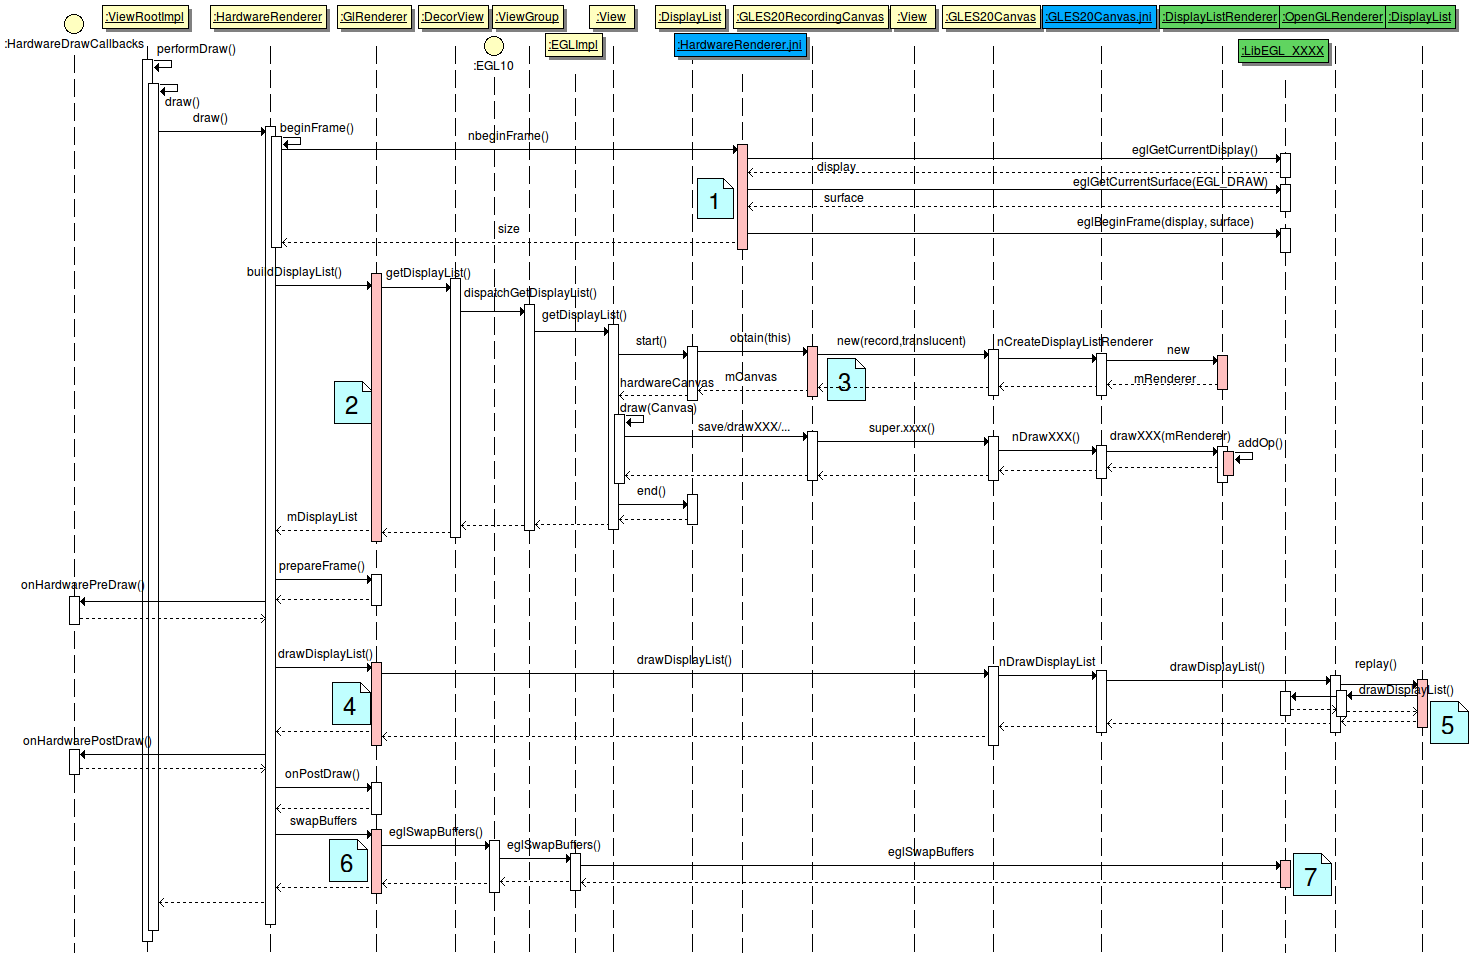 :ViewRootImpl
:HardwareRenderer
:GlRenderer
:DecorView
:ViewGroup
:View
:DisplayList
:GLES20RecordingCanvas
:View
:GLES20Canvas
:GLES20Canvas.jni
:DisplayListRenderer
:OpenGLRenderer
:DisplayList
:HardwareDrawCallbacks
:EGL10
:EGLImpl
:HardwareRenderer.jni
:LibEGL_XXXX
performDraw()
draw()
draw()
beginFrame()
nbeginFrame()
eglGetCurrentDisplay()
display
eglGetCurrentSurface(EGL_DRAW)
1
surface
eglBeginFrame(display, surface)
size
buildDisplayList()
getDisplayList()
dispatchGetDisplayList()
getDisplayList()
start()
obtain(this)
new(record,translucent)
nCreateDisplayListRenderer
new
hardwareCanvas
mCanvas
3
mRenderer
2
draw(Canvas)
save/drawXXX/...
super.xxxx()
nDrawXXX()
drawXXX(mRenderer)
addOp()
end()
mDisplayList
prepareFrame()
onHardwarePreDraw()
drawDisplayList()
drawDisplayList()
nDrawDisplayList
drawDisplayList()
replay()
drawDisplayList()
4
5
onHardwarePostDraw()
onPostDraw()
swapBuffers
eglSwapBuffers()
eglSwapBuffers()
eglSwapBuffers
6
7